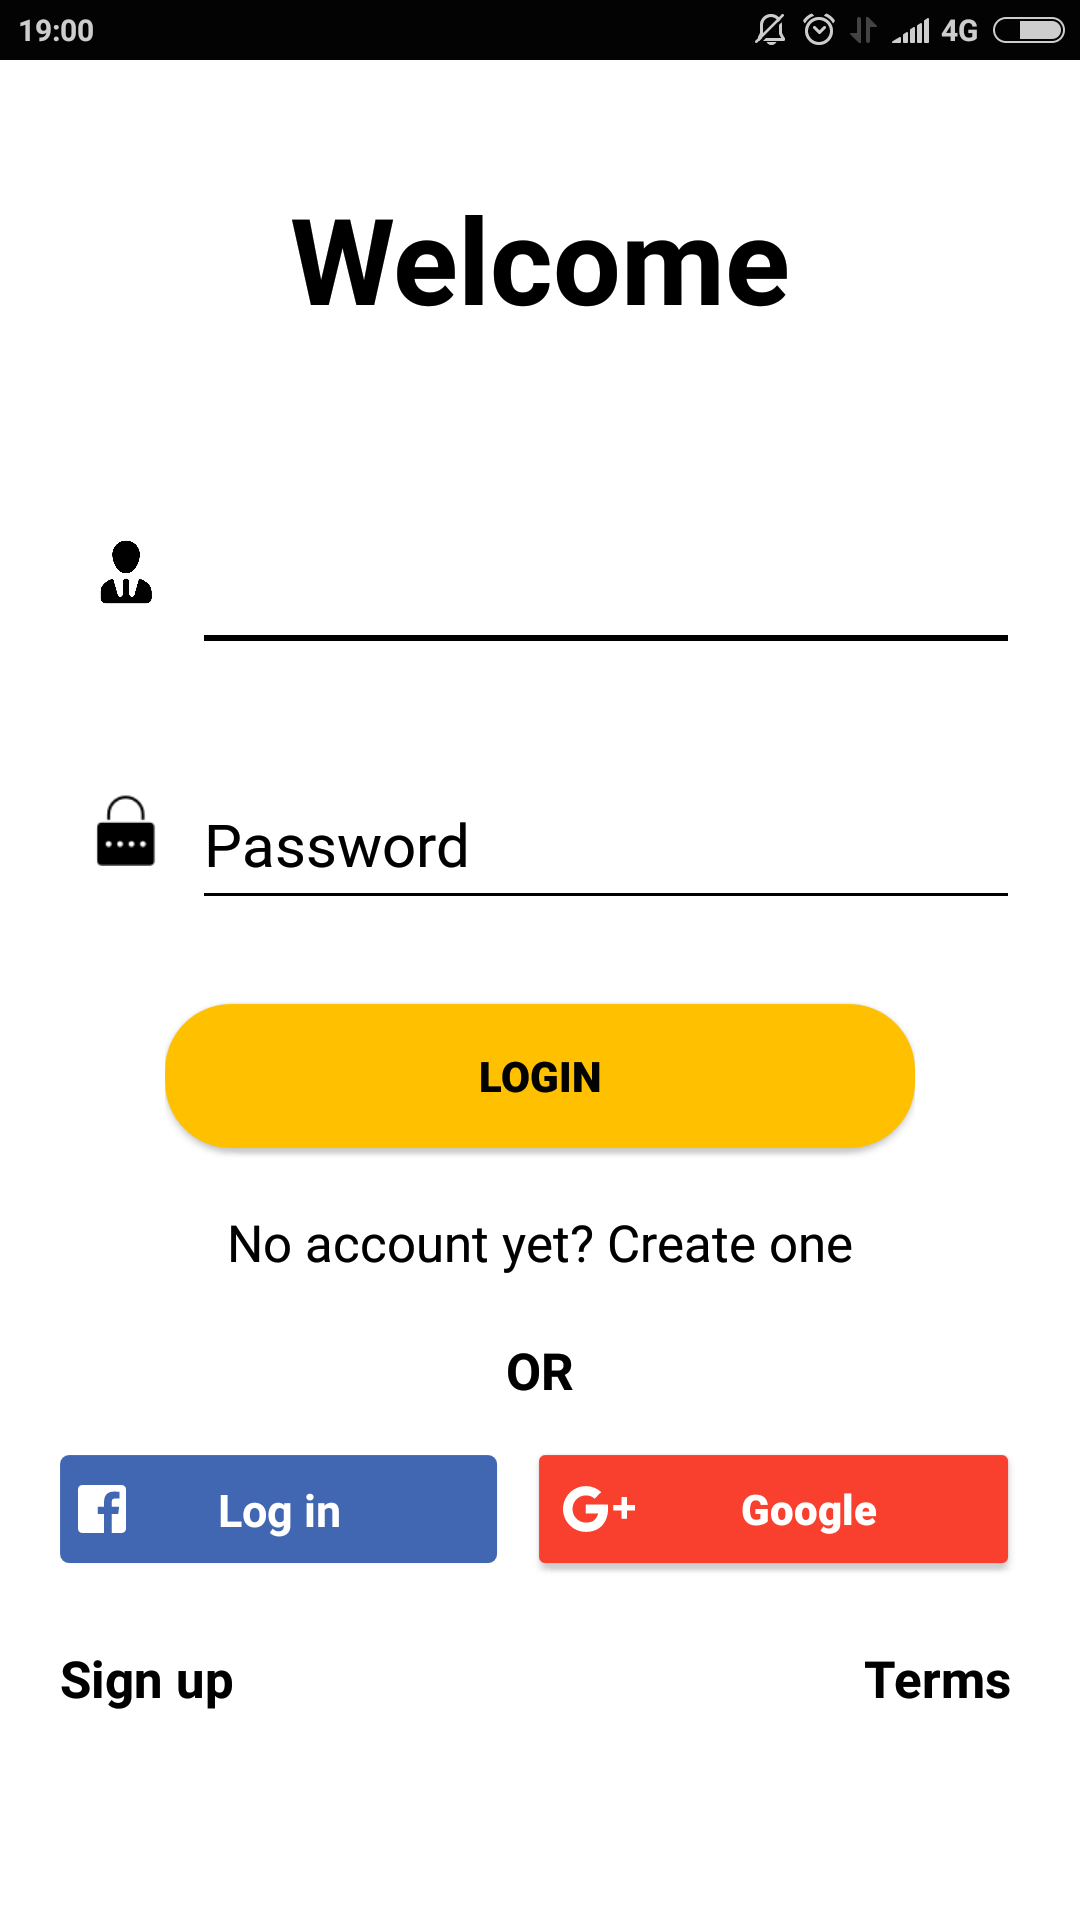 19:00 4G
Welcome
Password
LOGIN
No account yet? Create one
OR
Log in
G+ Google
Sign up
Terms